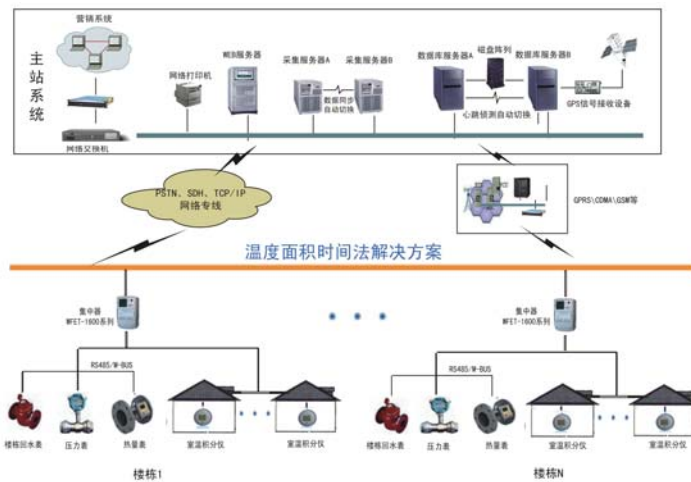 营销系统
主站系统
网络交换机
网络打印机
WEB服务器
采集服务器A
采集服务器B
数据同步
自动切换
数据库服务器A
磁盘阵列
数据库服务器B
心跳侦测自动切换
GPS信号接收设备
PSTN、SDH、TCP/IP
网络专线
GPRS\CDMA\GSM等
温度面积时间法解决方案
集中器
WFET-1600系列
RS485/M-BUS
楼栋回水表
压力表
热量表
室温积分仪
室温积分仪
楼栋1
集中器
WFET-1600系列
RS485/M-BUS
楼栋回水表
压力表
热量表
室温积分仪
室温积分仪
楼栋N